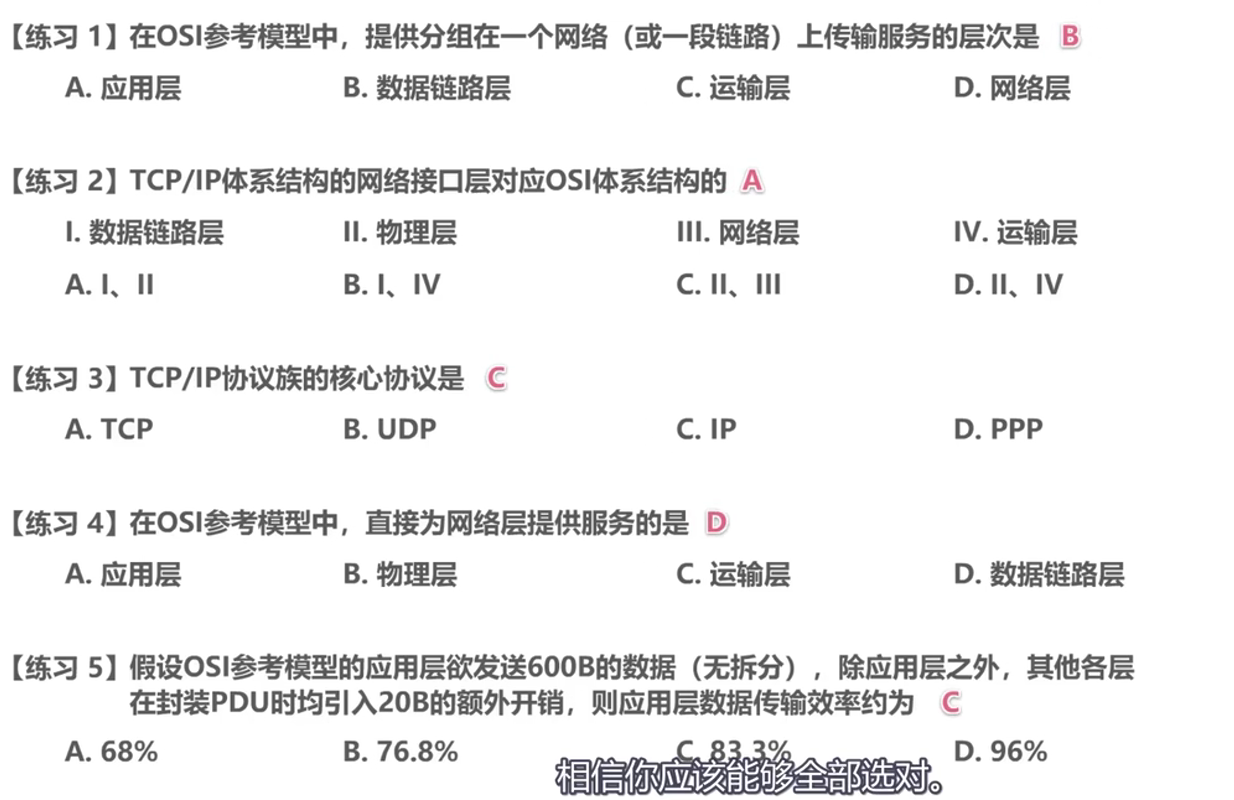 【练习 1】在OSI参考模型中，提供分组在一个网络（或一段链路）上传输服务的层次是 B
A. 应用层 B. 数据链路层 C. 运输层 D. 网络层
【练习 2】TCP/IP体系结构的网络接口层对应OSI体系结构的 A
I. 数据链路层 II. 物理层 III. 网络层 IV. 运输层
A. I、II B. I、IV C. II、III D. II、IV
【练习 3】TCP/IP协议族的核心协议是 C
A. TCP B. UDP C. IP D. PPP
【练习 4】在OSI参考模型中，直接为网络层提供服务的是 D
A. 应用层 B. 物理层 C. 运输层 D. 数据链路层
【练习 5】假设OSI参考模型的应用层欲发送600B的数据（无拆分），除应用层之外，其他各层
在封装PDU时均引入20B的额外开销，则应用层数据传输效率约为 C
A. 68% B. 76.8% C. 83.3% D. 96%
相信你应该能够全部选对。